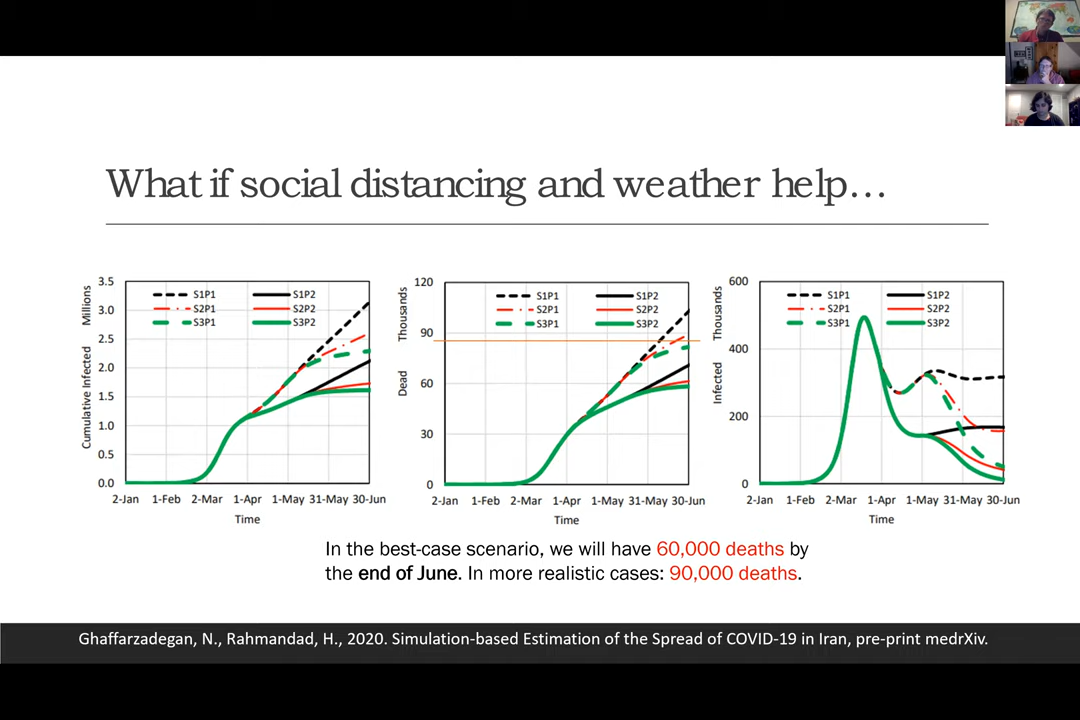 What if social distancing and weather help…
Millions
Cumulative Infected
3.5
3.0
2.5
2.0
1.5
1.0
0.5
0.0
S1P1
S2P1
S3P1
S1P2
S2P2
S3P2
2-Jan 1-Feb 2-Mar 1-Apr 1-May 31-May 30-Jun
Time
Thousands
Dead
120
90
60
30
0
S1P1
S2P1
S3P1
S1P2
S2P2
S3P2
2-Jan 1-Feb 2-Mar 1-Apr 1-May 31-May 30-Jun
Time
Thousands
Infected
600
400
200
0
S1P1
S2P1
S3P1
S1P2
S2P2
S3P2
2-Jan 1-Feb 2-Mar 1-Apr 1-May 31-May 30-Jun
Time
In the best-case scenario, we will have 60,000 deaths by
the end of June. In more realistic cases: 90,000 deaths.
Ghaffarzadegan, N., Rahmandad, H., 2020. Simulation-based Estimation of the Spread of COVID-19 in Iran, pre-print medrXiv.